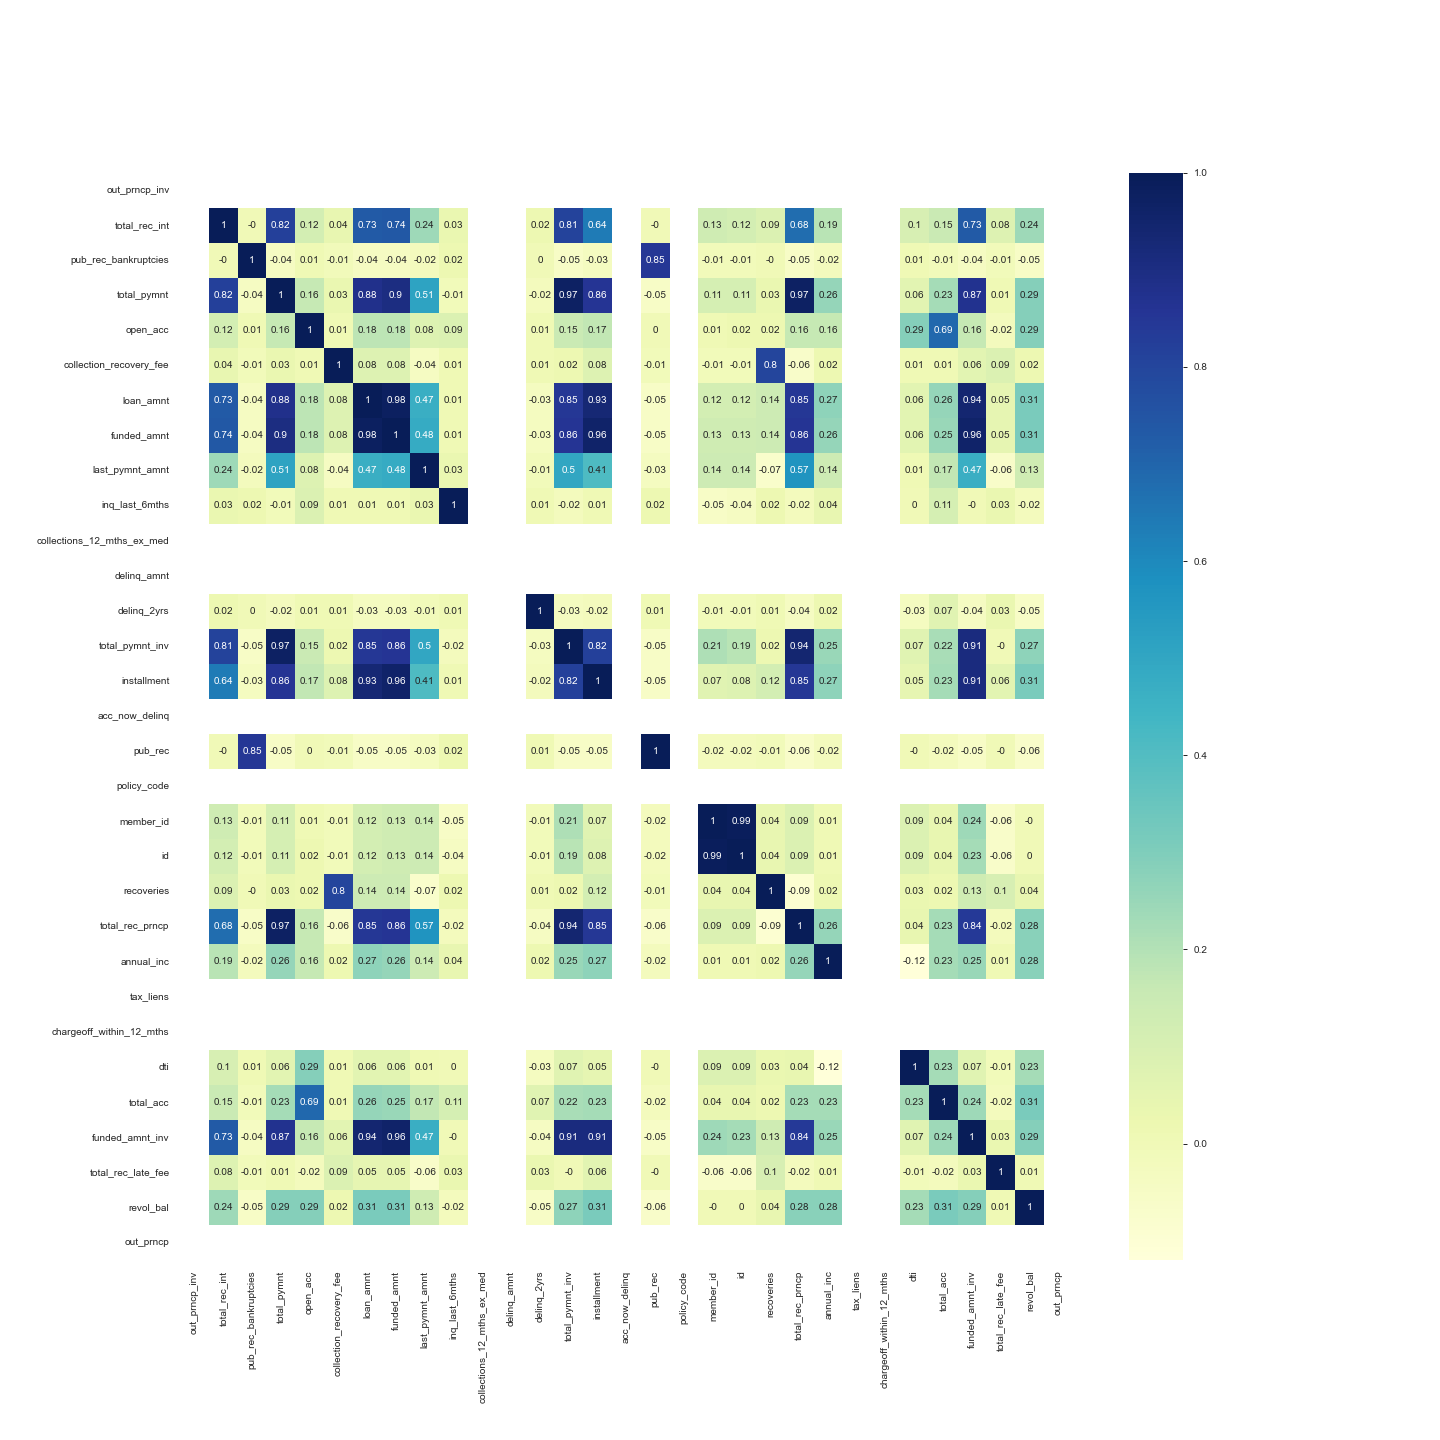 1.0
out_prncp_inv
total_rec_int 1 -0 0.82 0.12 0.04 0.73 0.74 0.24 0.03 0.02 0.81 0.64 -0 0.13 0.12 0.09 0.68 0.19 0.1 0.15 0.73 0.08 0.24
pub_rec_bankruptcies -0 1 -0.04 0.01 -0.01 -0.04 -0.04 -0.02 0.02 0 -0.05 -0.03 0.85 -0.01 -0.01 -0 -0.05 -0.02 0.01 -0.01 -0.04 -0.01 -0.05
total_pymnt 0.82 -0.04 1 0.16 0.03 0.88 0.9 0.51 -0.01 -0.02 0.97 0.86 -0.05 0.11 0.11 0.03 0.97 0.26 0.06 0.23 0.87 0.01 0.29
open_acc 0.12 0.01 0.16 1 0.01 0.18 0.18 0.08 0.09 0.01 0.15 0.17 0 0.01 0.02 0.02 0.16 0.16 0.29 0.69 0.16 -0.02 0.29
collection_recovery_fee 0.04 -0.01 0.03 0.01 1 0.08 0.08 -0.04 0.01 0.01 0.02 0.08 -0.01 -0.01 -0.01 0.8 -0.06 0.02 0.01 0.01 0.06 0.09 0.02
0.8
loan_amnt 0.73 -0.04 0.88 0.18 0.08 1 0.98 0.47 0.01 -0.03 0.85 0.93 -0.05 0.12 0.12 0.14 0.85 0.27 0.06 0.26 0.94 0.05 0.31
funded_amnt 0.74 -0.04 0.9 0.18 0.08 0.98 1 0.48 0.01 -0.03 0.86 0.96 -0.05 0.13 0.13 0.14 0.86 0.26 0.06 0.25 0.96 0.05 0.31
last_pymnt_amnt 0.24 -0.02 0.51 0.08 -0.04 0.47 0.48 1 0.03 -0.01 0.5 0.41 -0.03 0.14 0.14 -0.07 0.57 0.14 0.01 0.17 0.47 -0.06 0.13
inq_last_6mths 0.03 0.02 -0.01 0.09 0.01 0.01 0.01 0.03 1 0.01 -0.02 0.01 0.02 -0.05 -0.04 0.02 -0.02 0.04 0 0.11 -0 0.03 -0.02
collections_12_mths_ex_med
0.6
delinq_amnt
delinq_2yrs 0.02 0 -0.02 0.01 0.01 -0.03 -0.03 -0.01 0.01 1 -0.03 -0.02 0.01 -0.01 -0.01 0.01 -0.04 0.02 -0.03 0.07 -0.04 0.03 -0.05
total_pymnt_inv 0.81 -0.05 0.97 0.15 0.02 0.85 0.86 0.5 -0.02 -0.03 1 0.82 -0.05 0.21 0.19 0.02 0.94 0.25 0.07 0.22 0.91 -0 0.27
installment 0.64 -0.03 0.86 0.17 0.08 0.93 0.96 0.41 0.01 -0.02 0.82 1 -0.05 0.07 0.08 0.12 0.85 0.27 0.05 0.23 0.91 0.06 0.31
acc_now_delinq
pub_rec -0 0.85 -0.05 0 -0.01 -0.05 -0.05 -0.03 0.02 0.01 -0.05 -0.05 1 -0.02 -0.02 -0.01 -0.06 -0.02 -0 -0.02 -0.05 -0 -0.06
0.4
policy_code
member_id 0.13 -0.01 0.11 0.01 -0.01 0.12 0.13 0.14 -0.05 -0.01 0.21 0.07 -0.02 1 0.99 0.04 0.09 0.01 0.09 0.04 0.24 -0.06 -0
id 0.12 -0.01 0.11 0.02 -0.01 0.12 0.13 0.14 -0.04 -0.01 0.19 0.08 -0.02 0.99 1 0.04 0.09 0.01 0.09 0.04 0.23 -0.06 0
recoveries 0.09 -0 0.03 0.02 0.8 0.14 0.14 -0.07 0.02 0.01 0.02 0.12 -0.01 0.04 0.04 1 -0.09 0.02 0.03 0.02 0.13 0.1 0.04
total_rec_prncp 0.68 -0.05 0.97 0.16 -0.06 0.85 0.86 0.57 -0.02 -0.04 0.94 0.85 -0.06 0.09 0.09 -0.09 1 0.26 0.04 0.23 0.84 -0.02 0.28
0.2
annual_inc 0.19 -0.02 0.26 0.16 0.02 0.27 0.26 0.14 0.04 0.02 0.25 0.27 -0.02 0.01 0.01 0.02 0.26 1 -0.12 0.23 0.25 0.01 0.28
tax_liens
chargeoff_within_12_mths
dti 0.1 0.01 0.06 0.29 0.01 0.06 0.06 0.01 0 -0.03 0.07 0.05 -0 0.09 0.09 0.03 0.04 -0.12 1 0.23 0.07 -0.01 0.23
total_acc 0.15 -0.01 0.23 0.69 0.01 0.26 0.25 0.17 0.11 0.07 0.22 0.23 -0.02 0.04 0.04 0.02 0.23 0.23 0.23 1 0.24 -0.02 0.31
funded_amnt_inv 0.73 -0.04 0.87 0.16 0.06 0.94 0.96 0.47 -0 -0.04 0.91 0.91 -0.05 0.24 0.23 0.13 0.84 0.25 0.07 0.24 1 0.03 0.29
0.0
total_rec_late_fee 0.08 -0.01 0.01 -0.02 0.09 0.05 0.05 -0.06 0.03 0.03 -0 0.06 -0 -0.06 -0.06 0.1 -0.02 0.01 -0.01 -0.02 0.03 1 0.01
revol_bal 0.24 -0.05 0.29 0.29 0.02 0.31 0.31 0.13 -0.02 -0.05 0.27 0.31 -0.06 -0 0 0.04 0.28 0.28 0.23 0.31 0.29 0.01 1
out_prncp
out_prncp_inv
total_rec_int
pub_rec_bankruptcies
total_pymnt
open_acc
collection_recovery_fee
loan_amnt
funded_amnt
last_pymnt_amnt
inq_last_6mths
collections_12_mths_ex_med
delinq_amnt
delinq_2yrs
total_pymnt_inv
installment
acc_now_delinq
pub_rec
policy_code
member_id
id
recoveries
total_rec_prncp
annual_inc
tax_liens
chargeoff_within_12_mths
dti
total_acc
funded_amnt_inv
total_rec_late_fee
revol_bal
out_prncp